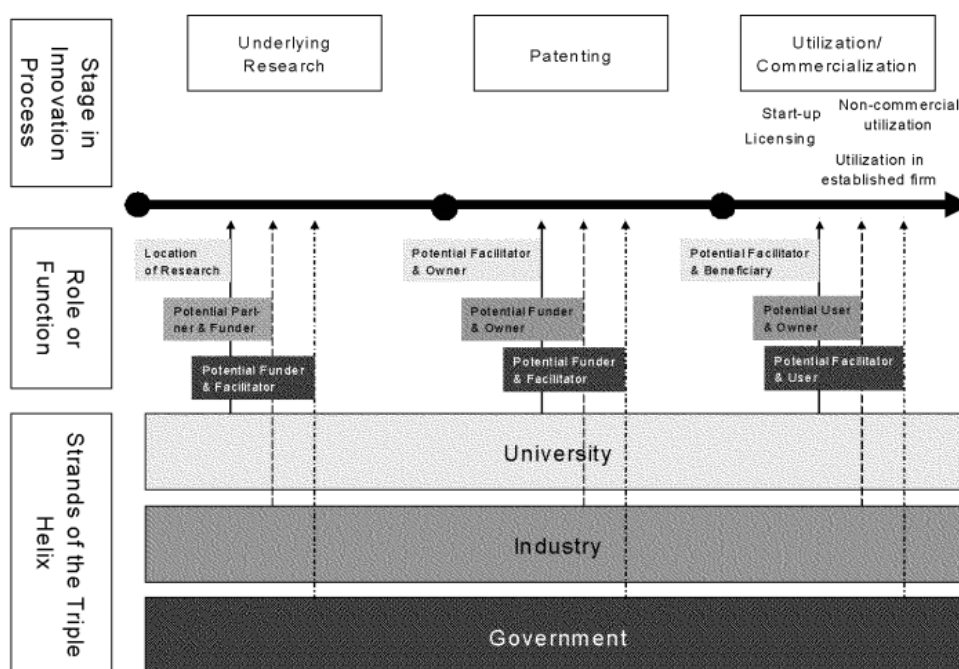 Stage in
Innovation
Process
Underlying
Research
Patenting
Utilization/
Commercialization
Start-up
Licensing
Non-commercial
utilization
Utilization in
established firm
Role or
Function
Location
of Research
Potential Part-
ner & Funder
Potential Funder
& Facilitator
Potential Facilitator
& Owner
Potential Funder
& Owner
Potential Funder
& Facilitator
Potential Facilitator
& Beneficiary
Potential User
& Owner
Potential Facilitator
& User
Strands of the Triple
Helix
University
Industry
Government